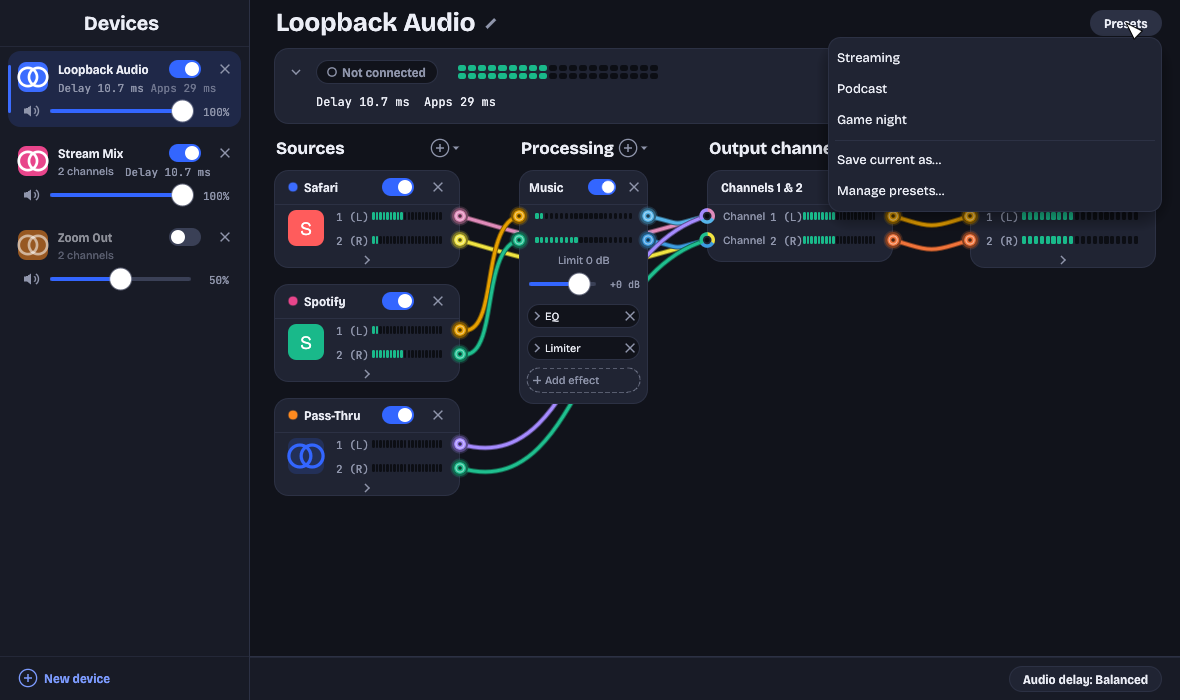 Devices
Loopback Audio
Delay 10.7 ms Apps 29 ms
100%
Stream Mix
2 channels Delay 10.7 ms
100%
Zoom Out
2 channels
50%
New device
Loopback Audio
Presets
Not connected
Delay 10.7 ms Apps 29 ms
Streaming
Podcast
Game night
Save current as...
Manage presets...
Sources
Safari
S
1 (L)
2 (R)
Spotify
S
1 (L)
2 (R)
Pass-Thru
1 (L)
2 (R)
Processing
Music
Limit 0 dB
+0 dB
EQ
Limiter
+ Add effect
Output channe
Channels 1 & 2
Channel 1 (L)
Channel 2 (R)
1 (L)
2 (R)
Audio delay: Balanced